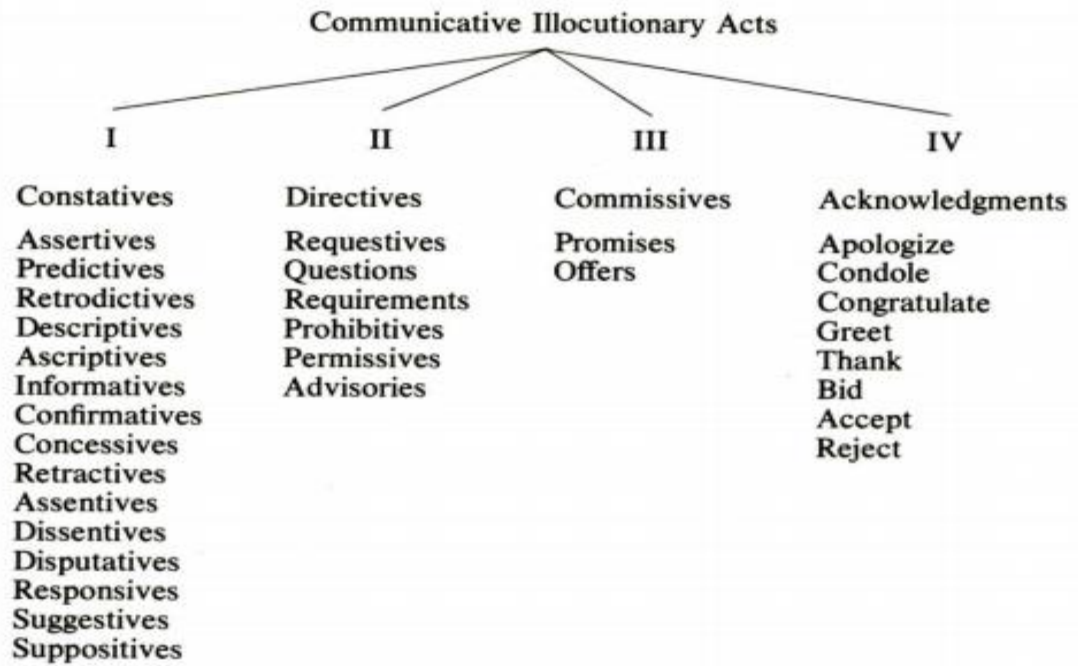 Communicative Illocutionary Acts
I
II
III
IV
Constatives
Assertives
Predictives
Retrodictives
Descriptives
Ascriptives
Informatives
Confirmatives
Concessives
Retractives
Assentives
Dissentives
Disputatives
Responsives
Suggestives
Suppositives
Directives
Requestives
Questions
Requirements
Prohibitives
Permissives
Advisories
Commissives
Promises
Offers
Acknowledgments
Apologize
Condole
Congratulate
Greet
Thank
Bid
Accept
Reject